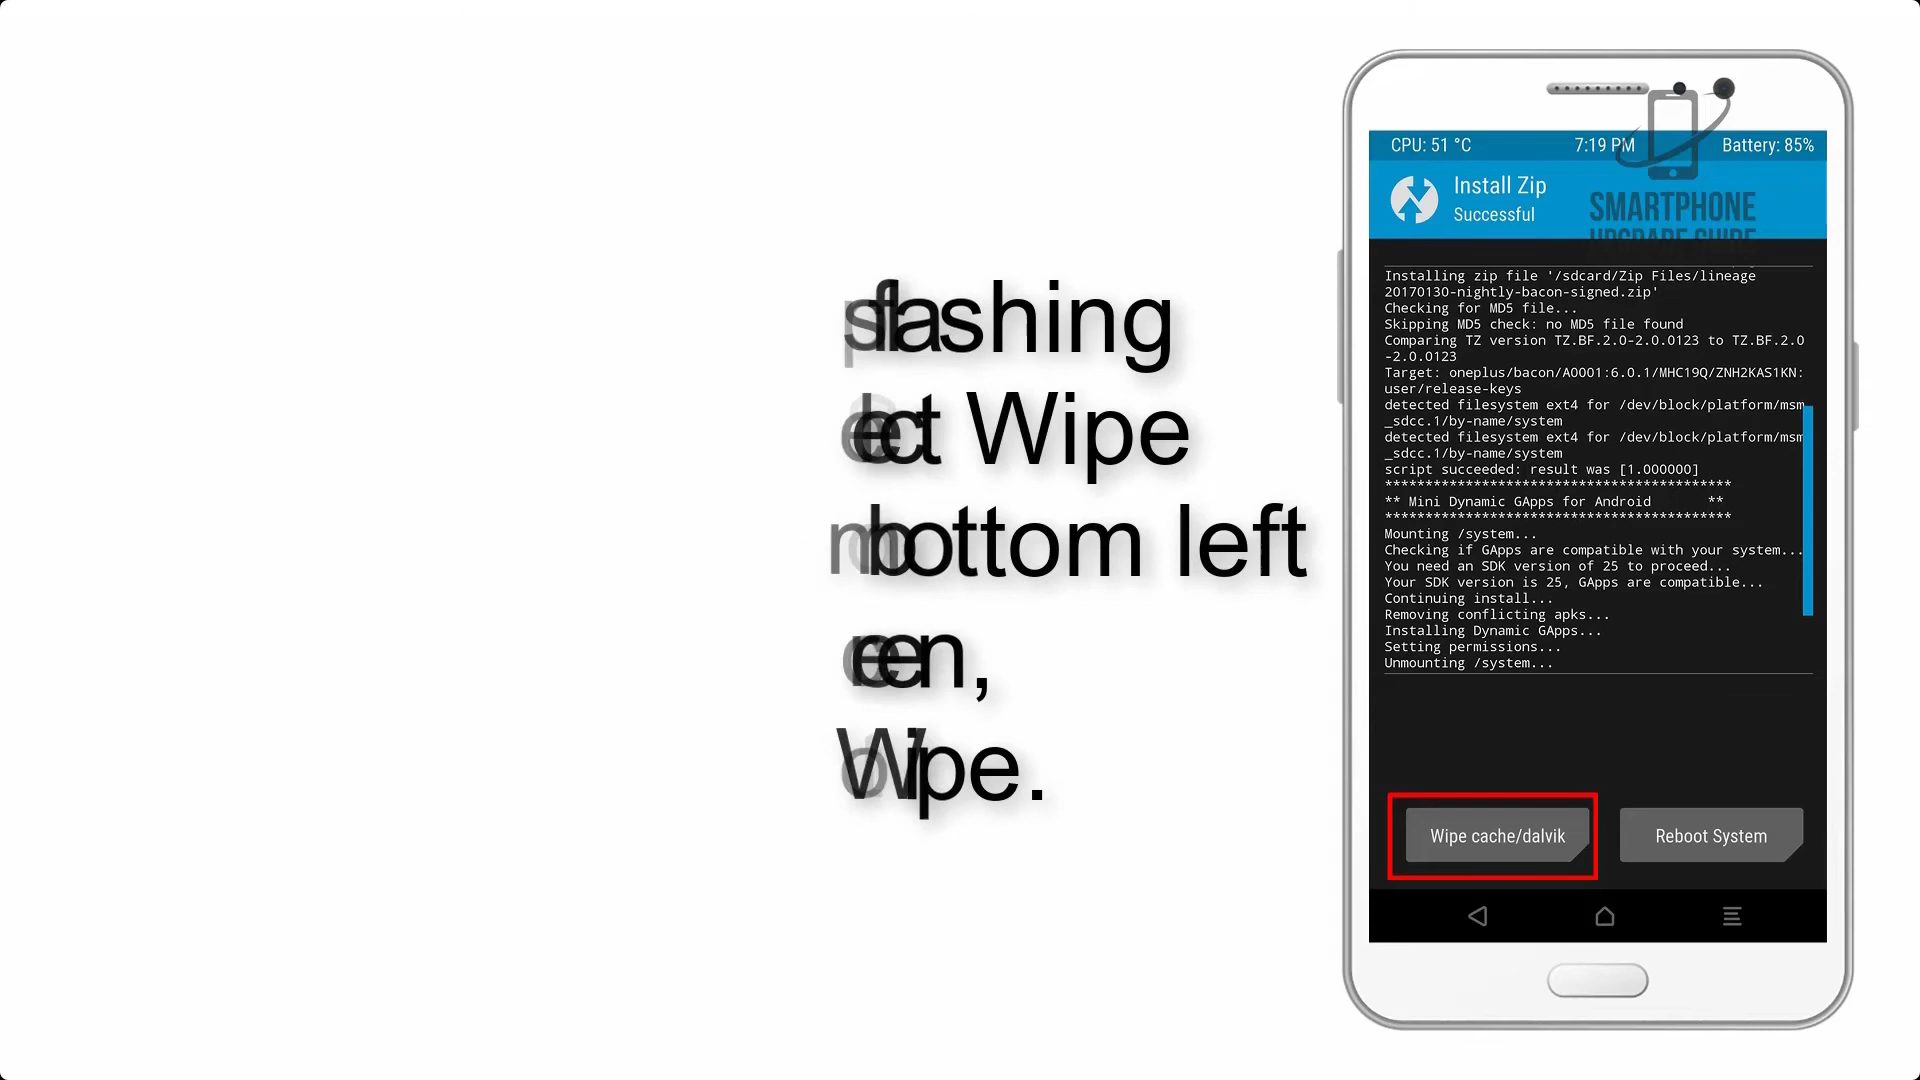 flashing
ct Wipe
bottom left
een,
Wipe.
CPU: 51 °C
7:19 PM
Battery: 85%
Install Zip
Successful
SMARTPHONE
UPGRADE GUIDE
Installing zip file '/sdcard/Zip Files/lineage
20170130-nightly-bacon-signed.zip'
Checking for MD5 file...
Skipping MD5 check: no MD5 file found
Comparing TZ version TZ.BF.2.0-2.0.0123 to TZ.BF.2.0
-2.0.0123
Target: oneplus/bacon/A0001:6.0.1/MHC19Q/ZNH2KAS1KN:
user/release-keys
detected filesystem ext4 for /dev/block/platform/msm
_sdcc.1/by-name/system
detected filesystem ext4 for /dev/block/platform/msm
_sdcc.1/by-name/system
script succeeded: result was [1.000000]
*******************************************
** Mini Dynamic GApps for Android **
*******************************************
Mounting /system...
Checking if GApps are compatible with your system...
You need an SDK version of 25 to proceed...
Your SDK version is 25, GApps are compatible...
Continuing install...
Removing conflicting apks...
Installing Dynamic GApps...
Setting permissions...
Unmounting /system...
Wipe cache/dalvik
Reboot System